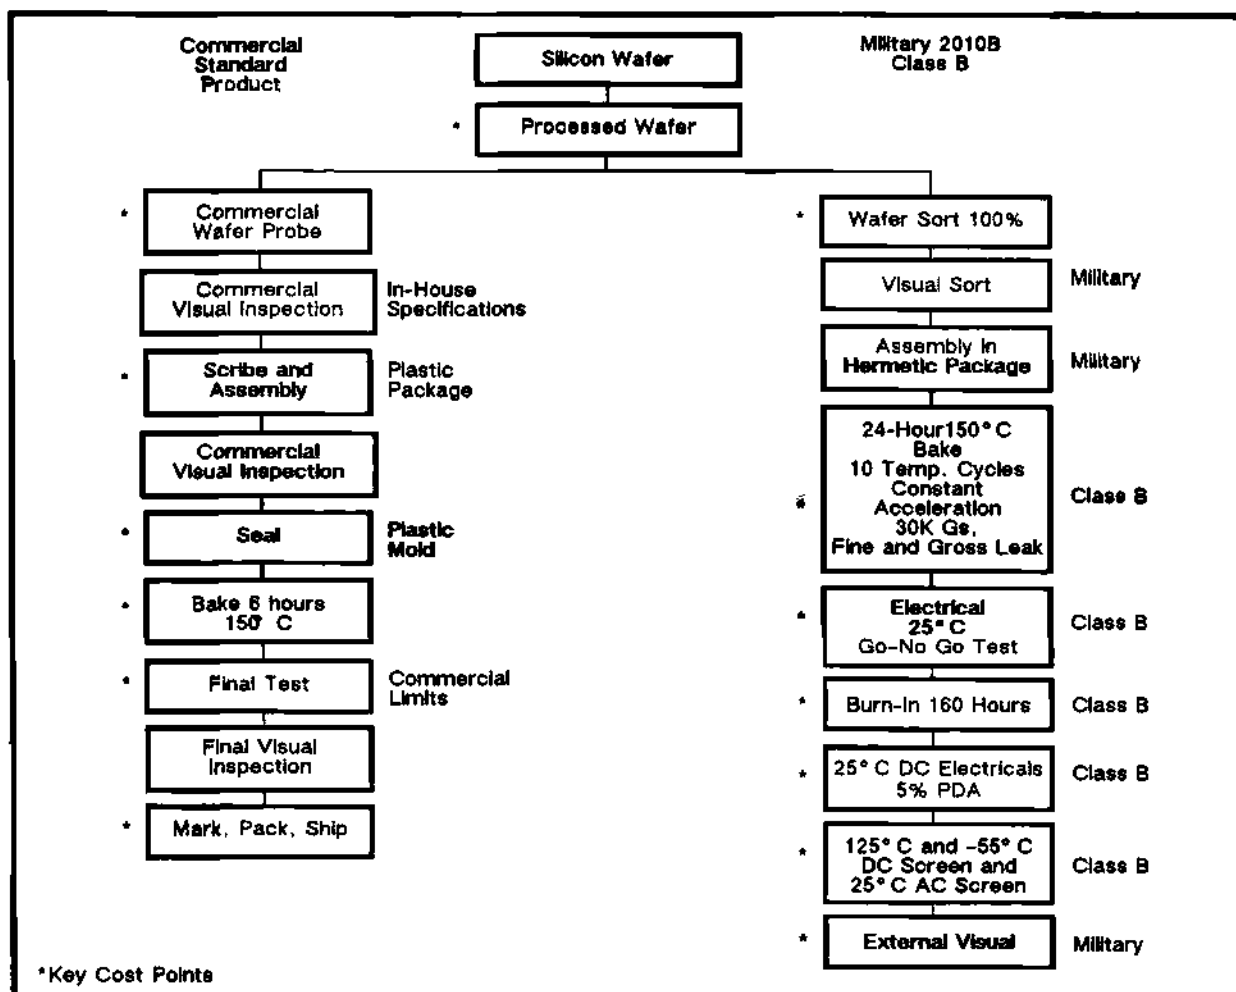 Commercial
Standard
Product
Silicon Wafer
Military 2010B
Class B
* Processed Wafer
* Commercial
Wafer Probe
Commercial
Visual Inspection
In-House
Specifications
* Scribe and
Assembly
Plastic
Package
Commercial
Visual Inspection
* Seal
Plastic
Mold
* Bake 6 hours
150° C
* Final Test
Commercial
Limits
Final Visual
Inspection
* Mark, Pack, Ship
* Wafer Sort 100%
Visual Sort
Military
Assembly In
Hermetic Package
Military
24-Hour150°C
Bake
10 Temp. Cycles
Constant
* Acceleration
30K Gs,
Fine and Gross Leak
Class B
* Electrical
25°C
Go-No Go Test
Class B
* Burn-In 160 Hours
Class B
* 25°C DC Electricals
5% PDA
Class B
* 125°C and -55°C
DC Screen and
25°C AC Screen
Class B
* External Visual
Military
*Key Cost Points